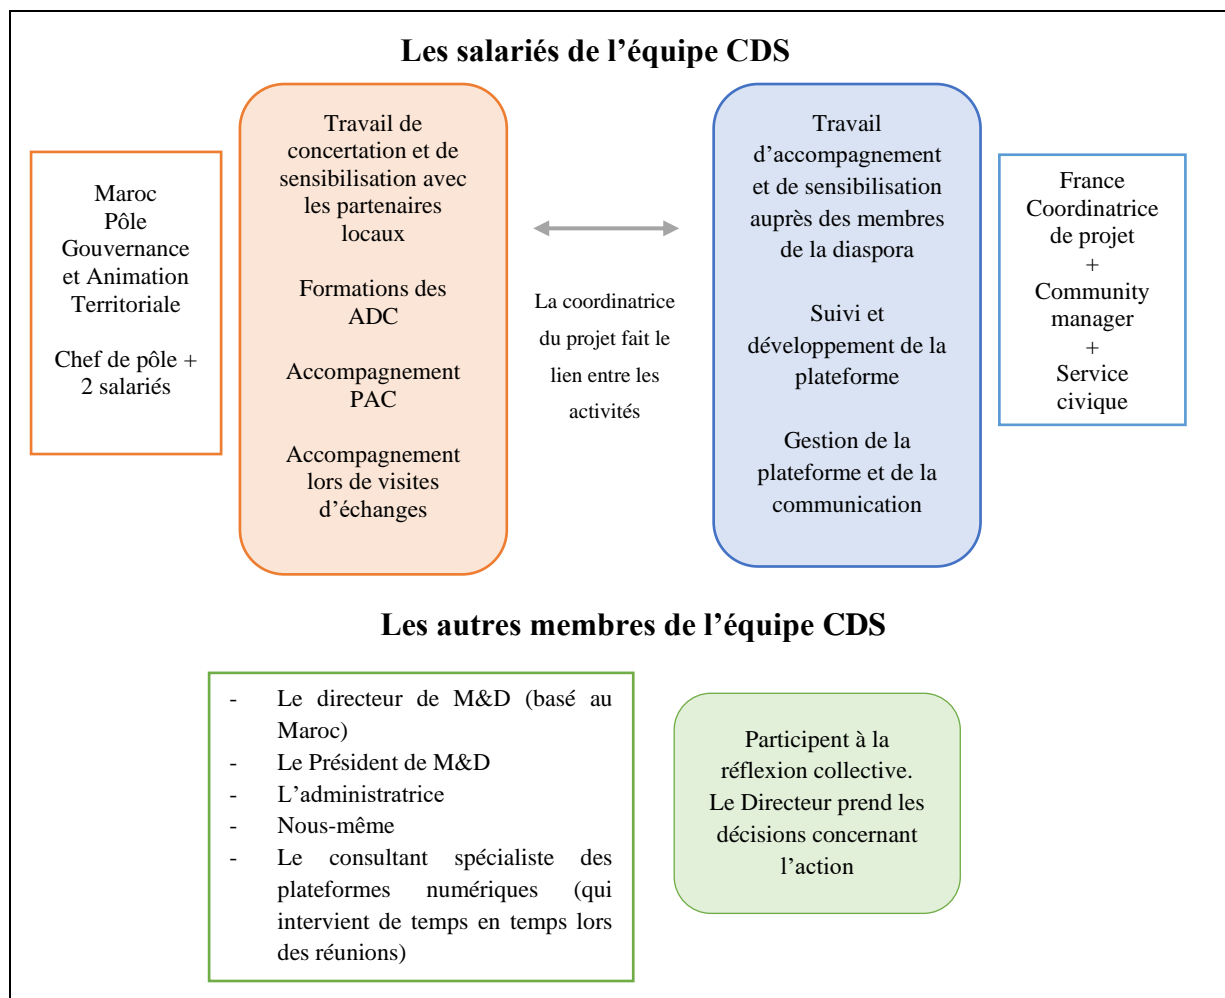 Les salariés de l’équipe CDS
Maroc
Pôle
Gouvernance
et Animation
Territoriale
Chef de pôle +
2 salariés
Travail de
concertation et de
sensibilisation avec
les partenaires
locaux
Formations des
ADC
Accompagnement
PAC
Accompagnement
lors de visites
d’échanges
La coordinatrice
du projet fait le
lien entre les
activités
Travail
d’accompagnement
et de sensibilisation
auprès des membres
de la diaspora
Suivi et
développement de la
plateforme
Gestion de la
plateforme et de la
communication
France
Coordinatrice
de projet
+
Community
manager
+
Service
civique
Les autres membres de l’équipe CDS
- Le directeur de M&D (basé au
Maroc)
- Le Président de M&D
- L’administratrice
- Nous-même
- Le consultant spécialiste des
plateformes numériques (qui
intervient de temps en temps lors
des réunions)
Participent à la
réflexion collective.
Le Directeur prend les
décisions concernant
l’action